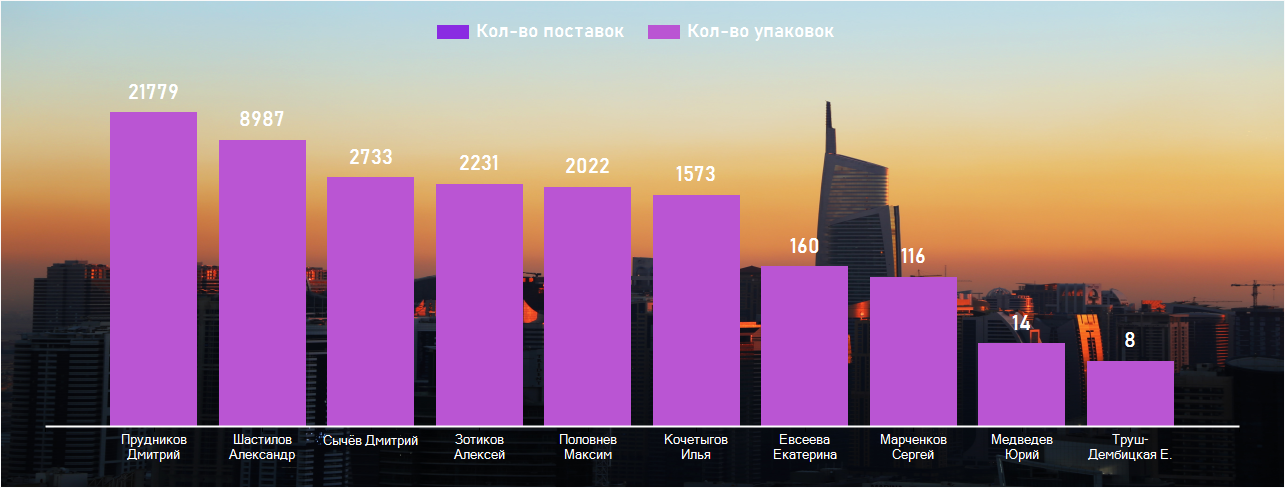 Кол-во поставок Кол-во упаковок
21779
8987
2733
2231
2022
1573
160
116
14
8
Прудников
Дмитрий
Шастилов
Александр
Сычёв Дмитрий
Зотиков
Алексей
Половнев
Максим
Кочетыгов
Илья
Евсеева
Екатерина
Марченков
Сергей
Медведев
Юрий
Труш-
Дембицкая Е.